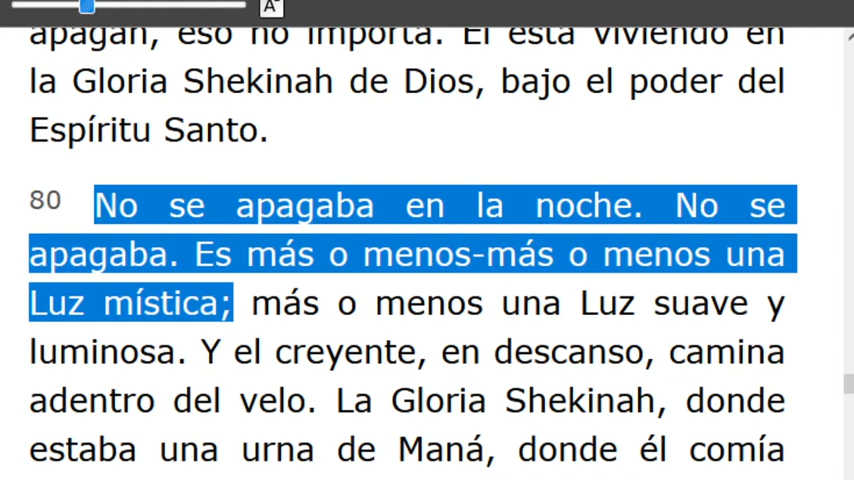 A
apagan, eso no importa. El está viviendo en
la Gloria Shekinah de Dios, bajo el poder del
Espíritu Santo.
80 No se apagaba en la noche. No se
apagaba. Es más o menos-más o menos una
Luz mística; más o menos una Luz suave y
luminosa. Y el creyente, en descanso, camina
adentro del velo. La Gloria Shekinah, donde
estaba una urna de Maná, donde él comía